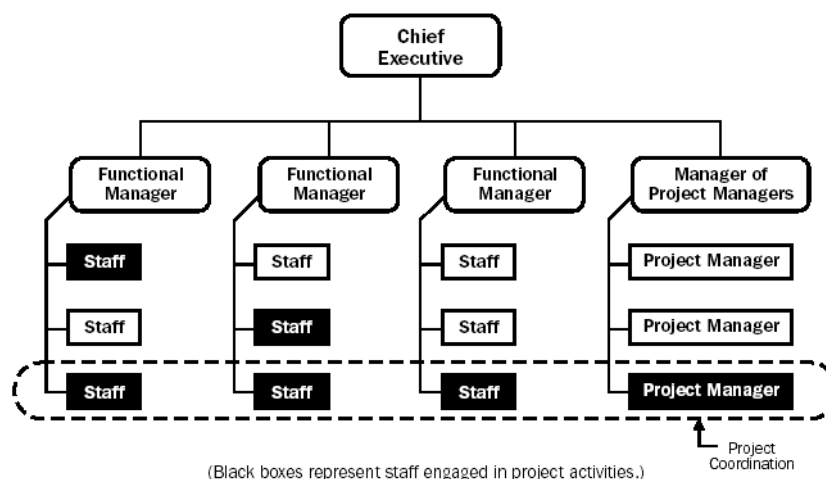 Chief
Executive
Functional
Manager
Functional
Manager
Functional
Manager
Manager of
Project Managers
Staff
Staff
Staff
Project Manager
Staff
Staff
Staff
Project Manager
Staff
Staff
Staff
Project Manager
Project
Coordination
(Black boxes represent staff engaged in project activities.)